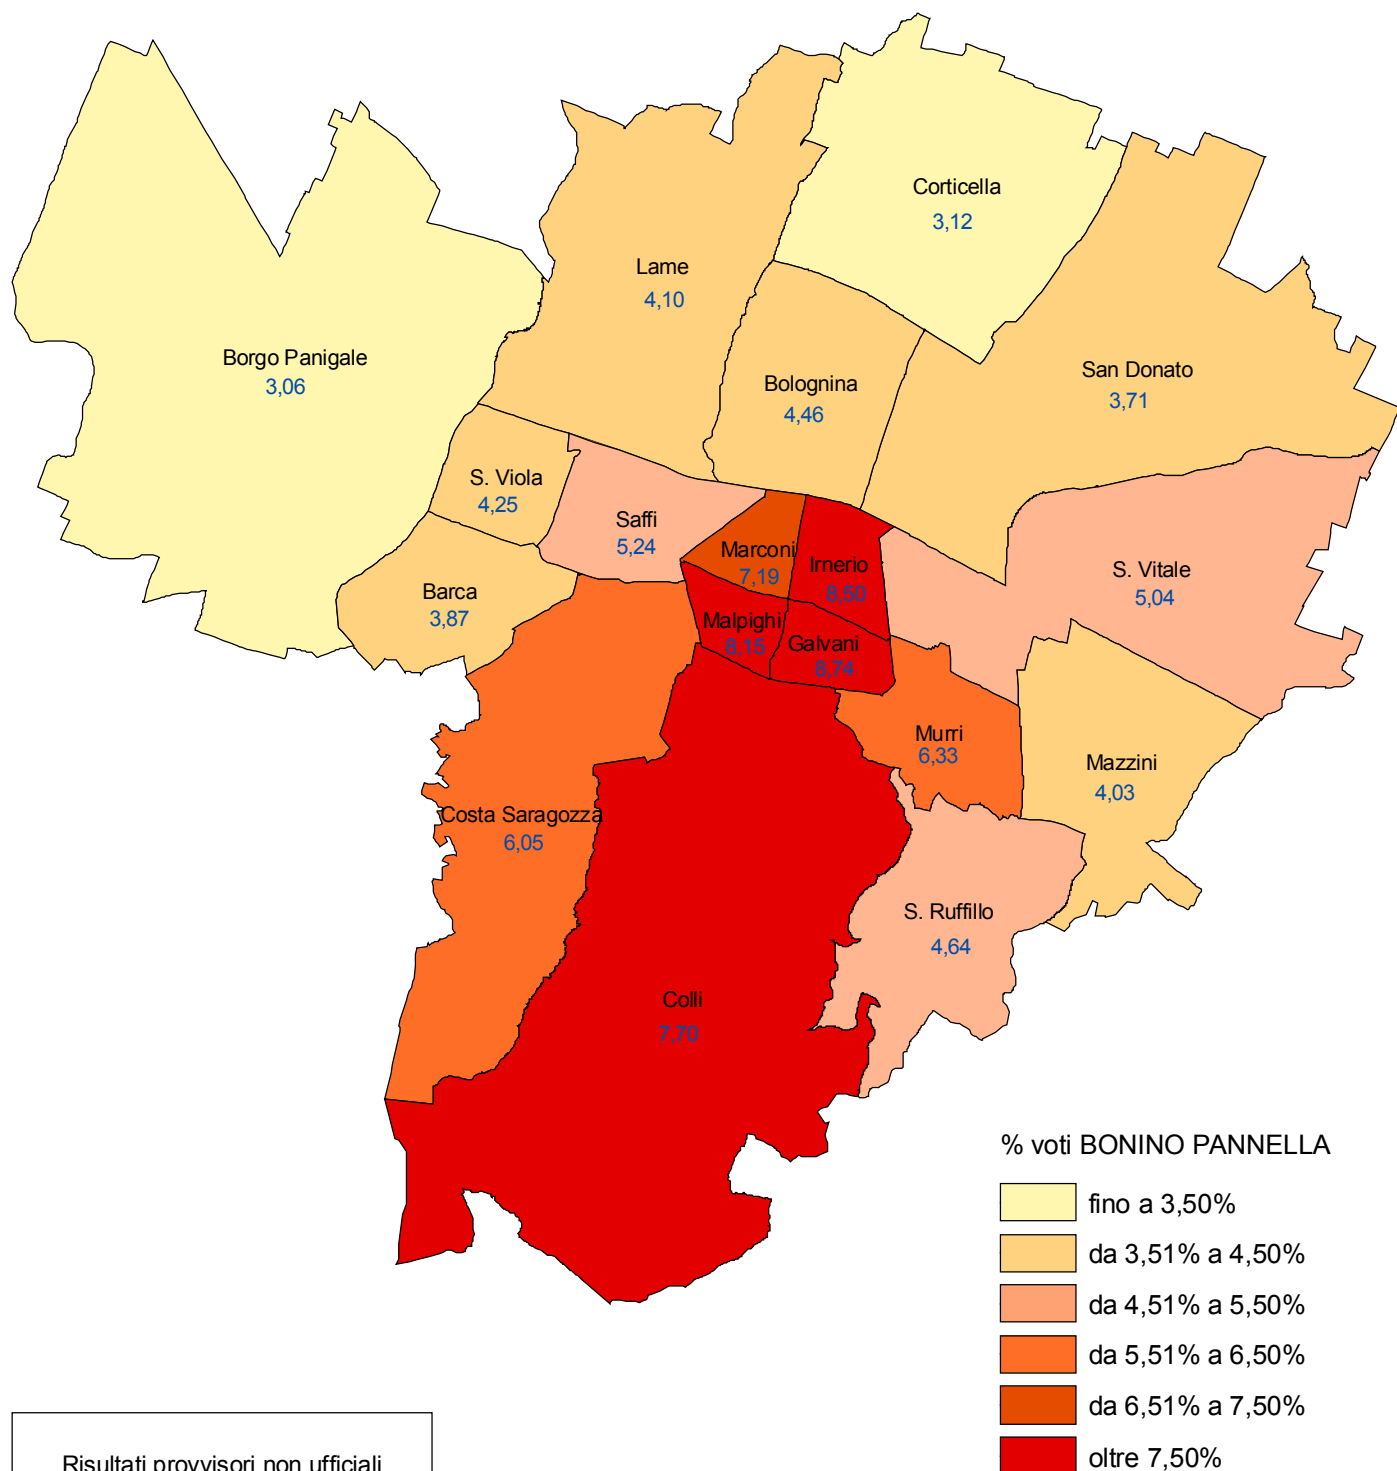 Corticella
3,12
Lame
4,10
Borgo Panigale
3,06
San Donato
3,71
Bolognina
4,46
S. Viola
4,25
Saffi
5,24
Marconi
7,19
Irnerio
8,50
S. Vitale
5,04
Barca
3,87
Malpighi
8,15
Galvani
8,74
Murri
6,33
Mazzini
4,03
Costa Saragozza
6,05
S. Ruffillo
4,64
Colli
7,70
% voti BONINO PANNELLA
fino a 3,50%
da 3,51% a 4,50%
da 4,51% a 5,50%
da 5,51% a 6,50%
da 6,51% a 7,50%
oltre 7,50%
Risultati provvisori non ufficiali